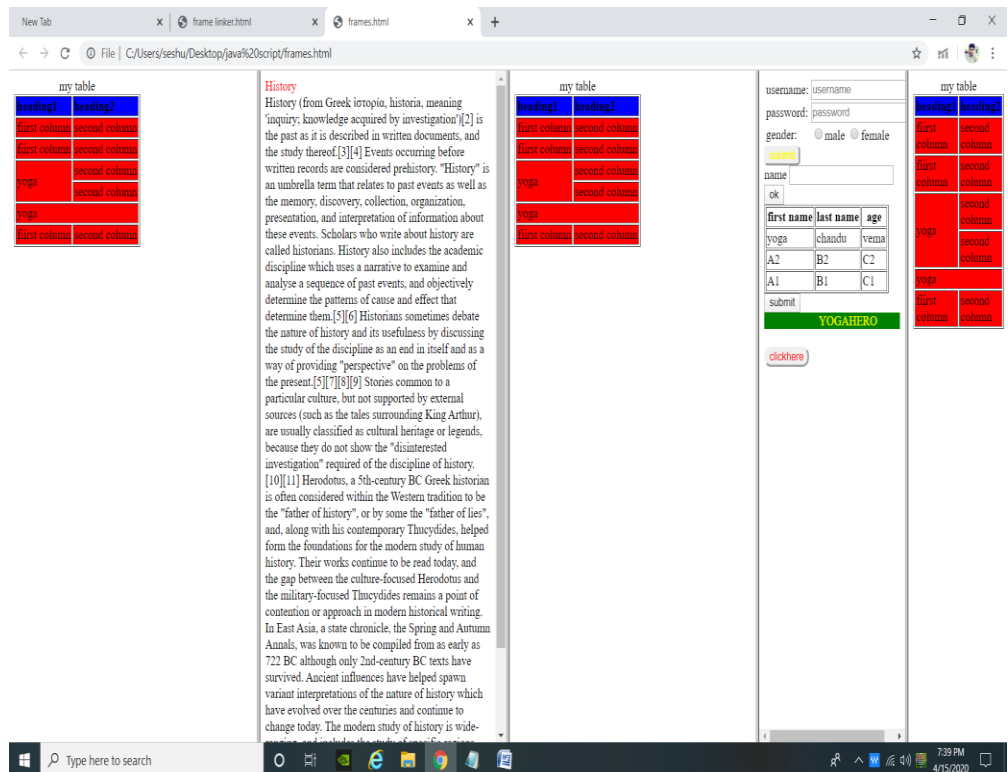 New Tab
frame linker.html
frames.html
File | C:/Users/seshu/Desktop/java%20script/frames.html
my table
heading1 heading2
fiirst column second column
fiirst column second column
yoga second column
second column
yoga
fiirst column second column
History
History (from Greek ἱστορία, historia, meaning
'inquiry; knowledge acquired by investigation')[2] is
the past as it is described in written documents, and
the study thereof.[3][4] Events occurring before
written records are considered prehistory. "History" is
an umbrella term that relates to past events as well as
the memory, discovery, collection, organization,
presentation, and interpretation of information about
these events. Scholars who write about history are
called historians. History also includes the academic
discipline which uses a narrative to examine and
analyse a sequence of past events, and objectively
determine the patterns of cause and effect that
determine them.[5][6] Historians sometimes debate
the nature of history and its usefulness by discussing
the study of the discipline as an end in itself and as a
way of providing "perspective" on the problems of
the present.[5][7][8][9] Stories common to a
particular culture, but not supported by external
sources (such as the tales surrounding King Arthur),
are usually classified as cultural heritage or legends,
because they do not show the "disinterested
investigation" required of the discipline of history.
[10][11] Herodotus, a 5th-century BC Greek historian
is often considered within the Western tradition to be
the "father of history", or by some the "father of lies",
and, along with his contemporary Thucydides, helped
form the foundations for the modern study of human
history. Their works continue to be read today, and
the gap between the culture-focused Herodotus and
the military-focused Thucydides remains a point of
contention or approach in modern historical writing.
In East Asia, a state chronicle, the Spring and Autumn
Annals, was known to be compiled from as early as
722 BC although only 2nd-century BC texts have
survived. Ancient influences have helped spawn
variant interpretations of the nature of history which
have evolved over the centuries and continue to
change today. The modern study of history is wide-
ranging, and includes the study of specific regions
my table
heading1 heading2
fiirst column second column
fiirst column second column
yoga second column
second column
yoga
fiirst column second column
username: username
password: password
gender: male female
submit
name
ok
first name last name age
yoga chandu vema
A2 B2 C2
A1 B1 C1
submit
YOGAHERO
clickhere
my table
heading1 heading2
fiirst column second column
fiirst column second column
yoga second column
second column
yoga
fiirst column second column
Type here to search
7:39 PM
4/15/2020